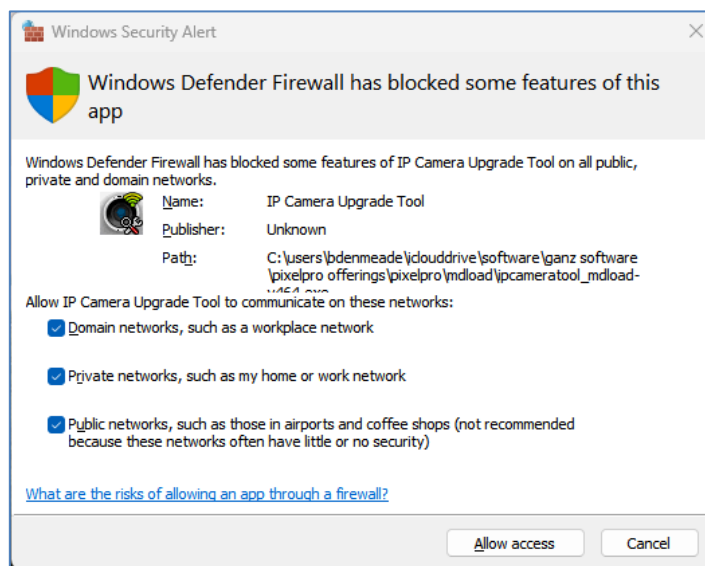 Windows Security Alert
Windows Defender Firewall has blocked some features of this
app
Windows Defender Firewall has blocked some features of IP Camera Upgrade Tool on all public,
private and domain networks.
Name: IP Camera Upgrade Tool
Publisher: Unknown
Path: C:\users\bdenmeade\iclouddrive\software\ganz software
\pixelpro offerings\pixelpro\mdload\ipcameratool_mdload-
Allow IP Camera Upgrade Tool to communicate on these networks:
Domain networks, such as a workplace network
Private networks, such as my home or work network
Public networks, such as those in airports and coffee shops (not recommended
because these networks often have little or no security)
What are the risks of allowing an app through a firewall?
Allow access Cancel